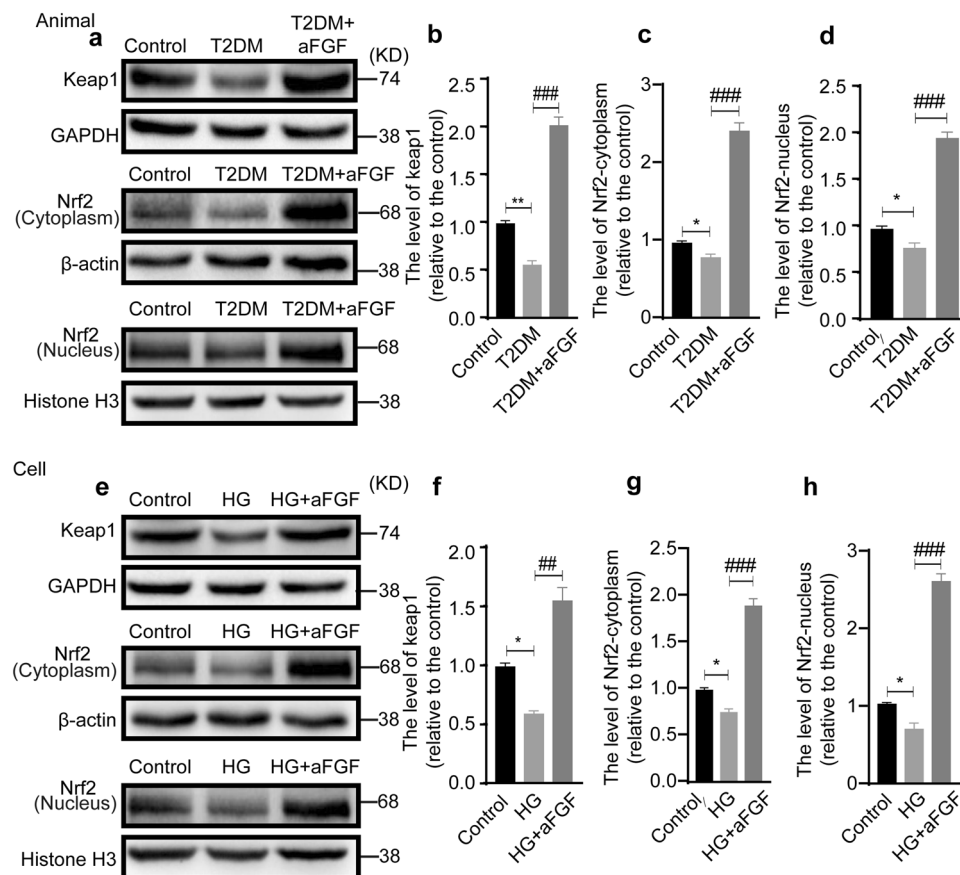 Animal
a
Control T2DM T2DM+
aFGF
(KD)
Keap1
74
GAPDH
38
Control T2DM T2DM+aFGF
Nrf2
(Cytoplasm)
68
β-actin
38
Control T2DM T2DM+aFGF
Nrf2
(Nucleus)
68
Histone H3
38
b
The level of keap1
(relative to the control)
2.5
2.0
1.5
1.0
0.5
0.0
**
###
Control
T2DM
T2DM+aFGF
c
The level of Nrf2-cytoplasm
(relative to the control)
3
2
1
0
*
###
Control
T2DM
T2DM+aFGF
d
The level of Nrf2-nucleus
(relative to the control)
2.5
2.0
1.5
1.0
0.5
0.0
*
###
Control
T2DM
T2DM+aFGF
Cell
e
Control HG HG+aFGF
(KD)
Keap1
74
GAPDH
38
Control HG HG+aFGF
Nrf2
(Cytoplasm)
68
β-actin
38
Control HG HG+aFGF
Nrf2
(Nucleus)
68
Histone H3
38
f
The level of keap1
(relative to the control)
2.0
1.5
1.0
0.5
0.0
*
##
Control
HG
HG+aFGF
g
The level of Nrf2-cytoplasm
(relative to the control)
2.5
2.0
1.5
1.0
0.5
0.0
*
###
Control
HG
HG+aFGF
h
The level of Nrf2-nucleus
(relative to the control)
3
2
1
0
*
###
Control
HG
HG+aFGF